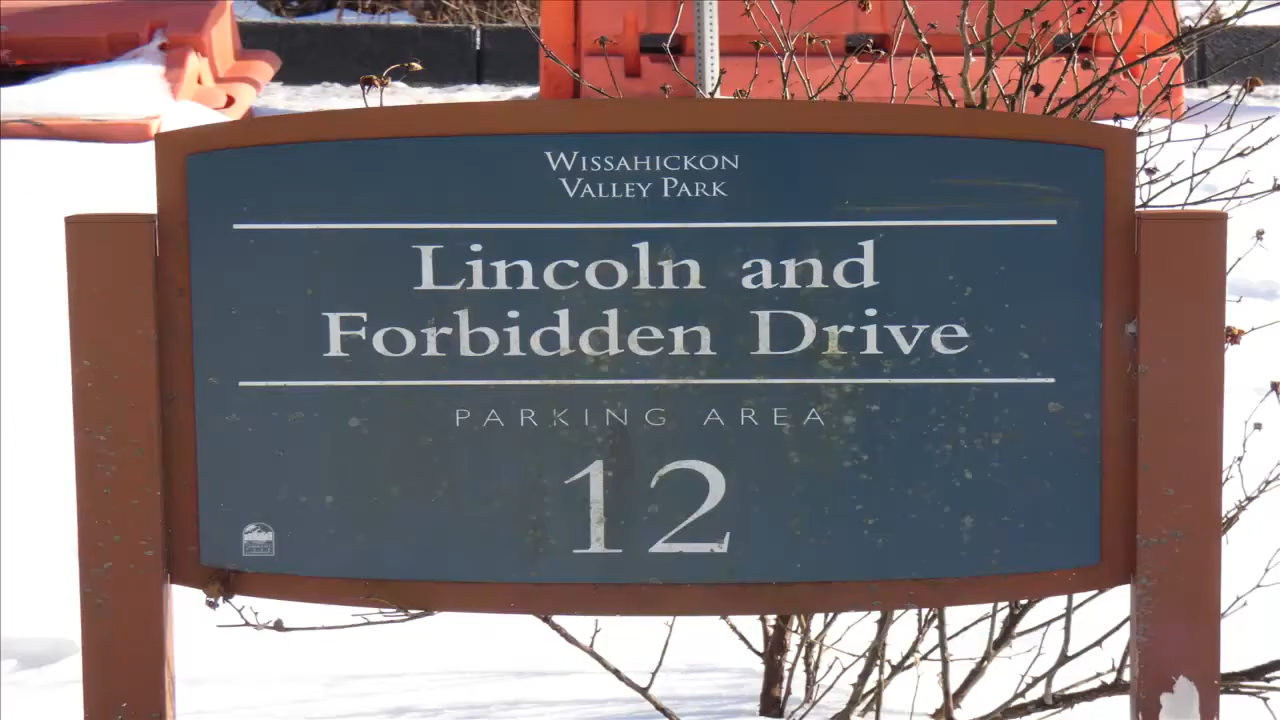 Wissahickon
Valley Park
Lincoln and
Forbidden Drive
PARKING AREA
12